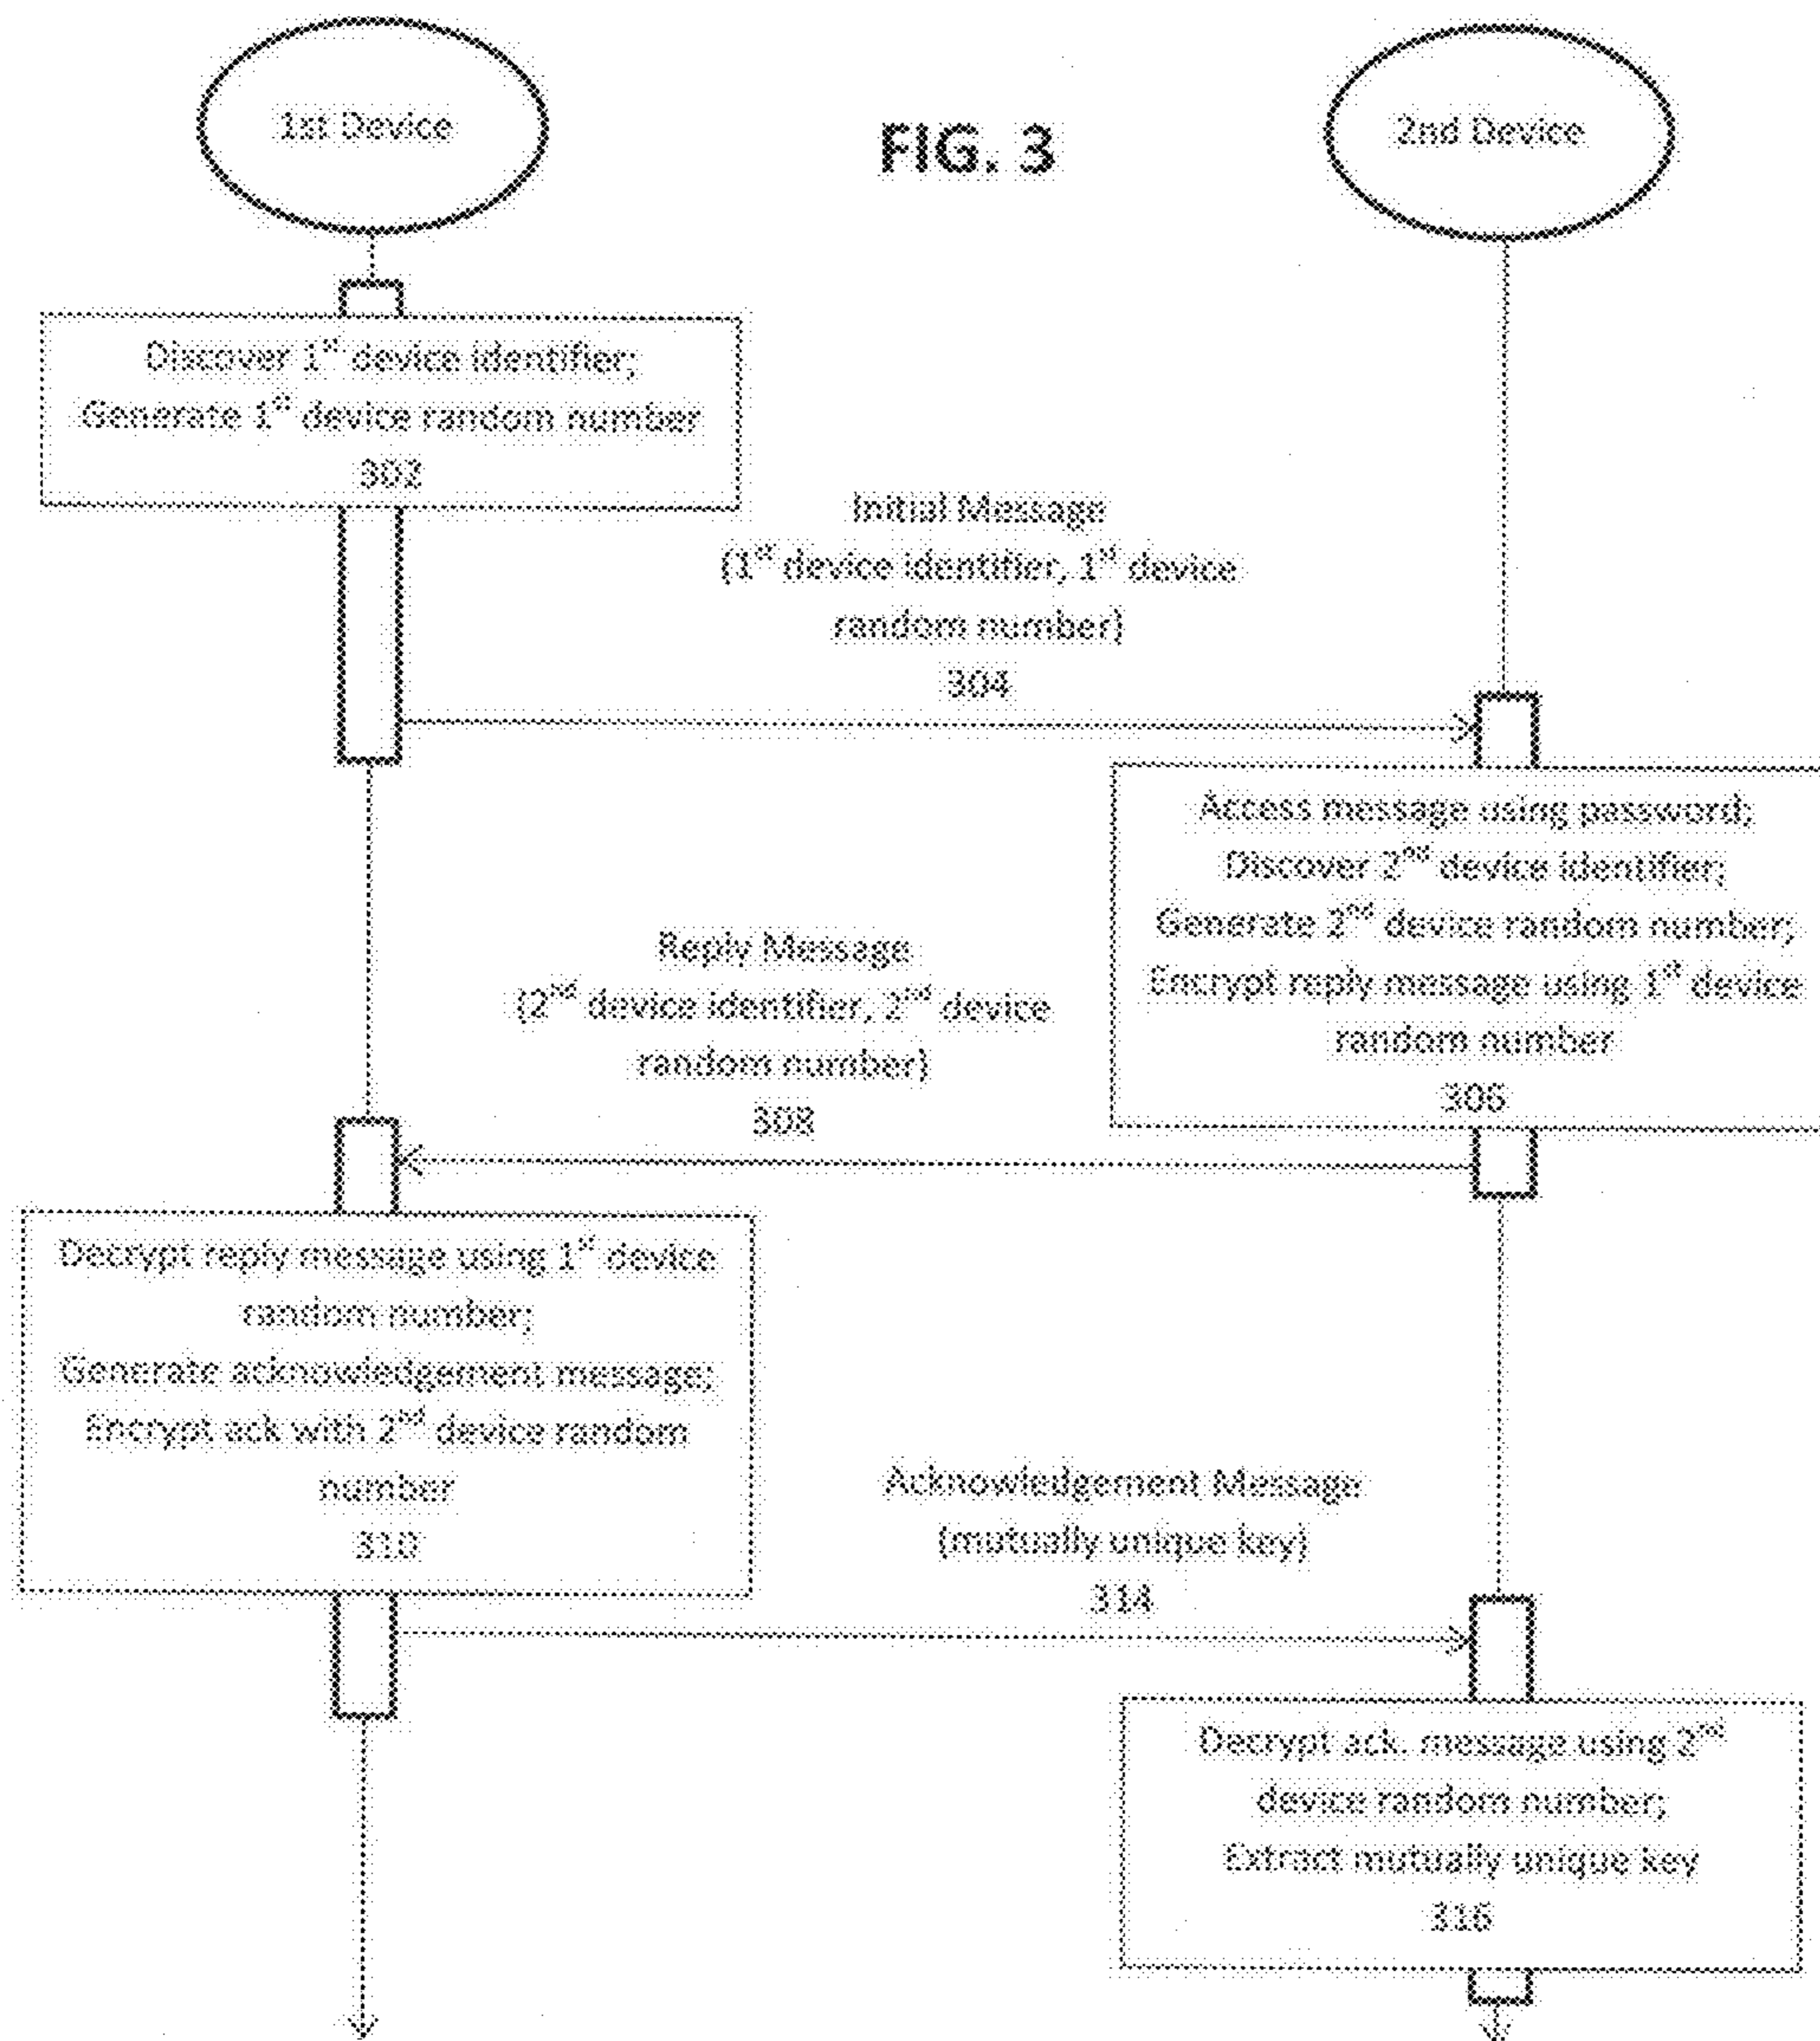 1st Device
FIG. 3
2nd Device
Discover 1st device identifier;
Generate 1st device random number
302
Initial Message
(1st device identifier, 1st device
random number)
304
Access message using password;
Discover 2nd device identifier;
Generate 2nd device random number;
Encrypt reply message using 1st device
random number
306
Reply Message
(2nd device identifier, 2nd device
random number)
308
Decrypt reply message using 1st device
random number;
Generate acknowledgement message;
Encrypt ack with 2nd device random
number
310
Acknowledgement Message
(mutually unique key)
314
Decrypt ack. message using 2nd
device random number;
Extract mutually unique key
316